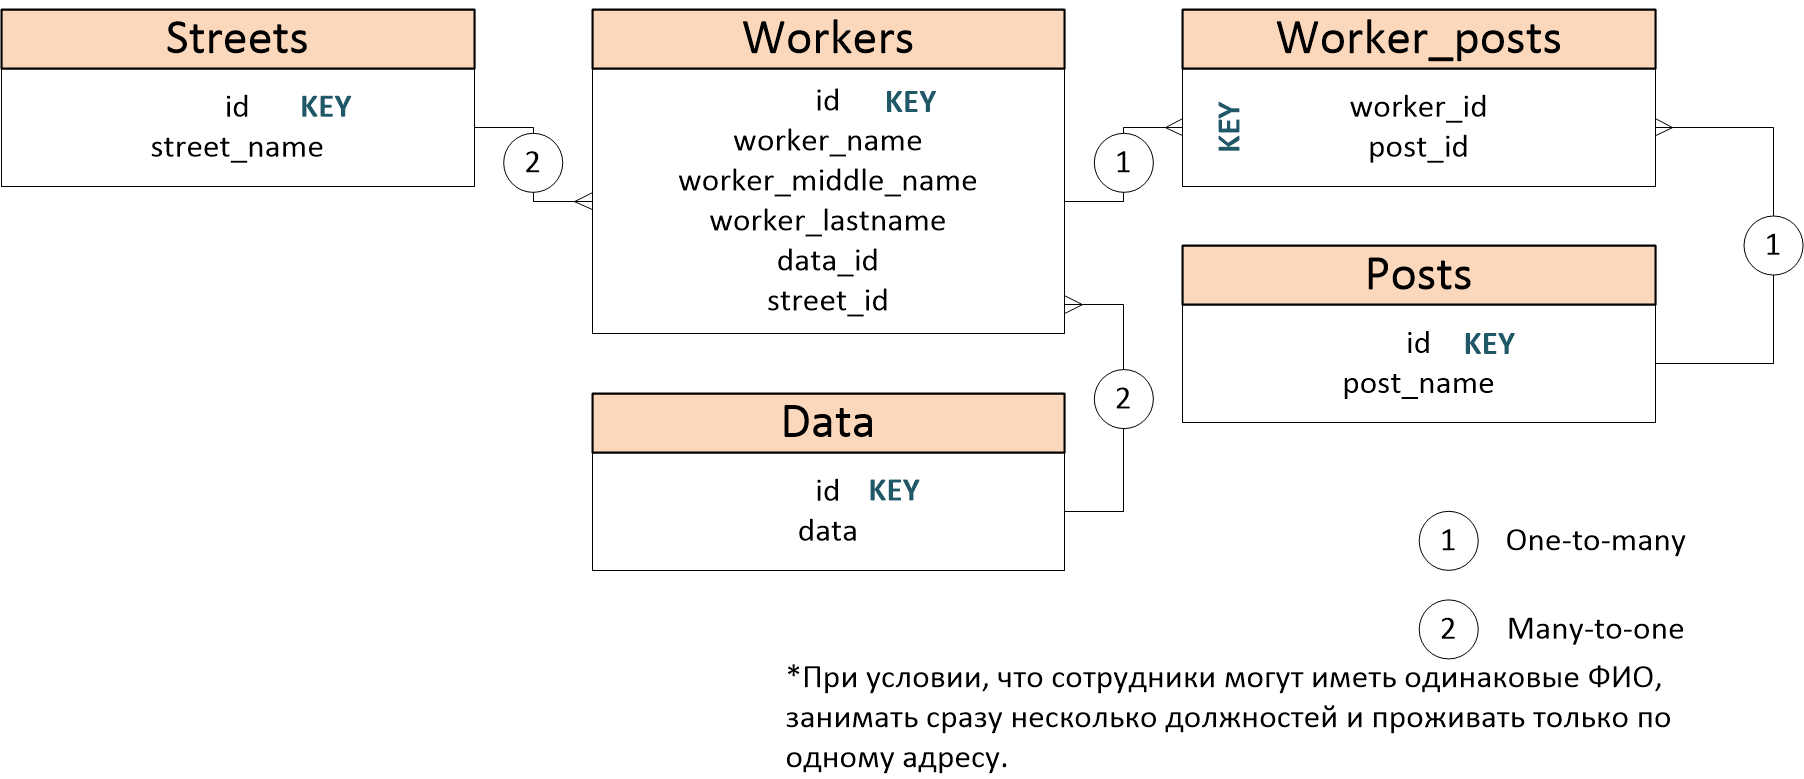 Streets
id KEY
street_name
2
Workers
id KEY
worker_name
worker_middle_name
worker_lastname
data_id
street_id
1
Worker_posts
KEY
worker_id
post_id
1
Posts
id KEY
post_name
2
Data
id KEY
data
1 One-to-many
2 Many-to-one
*При условии, что сотрудники могут иметь одинаковые ФИО,
занимать сразу несколько должностей и проживать только по
одному адресу.